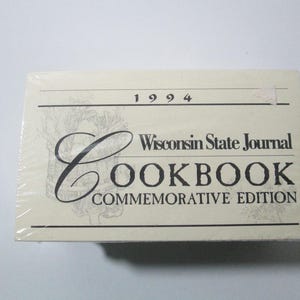 1994
Wisconsin State Journal
COOKBOOK
COMMEMORATIVE EDITION